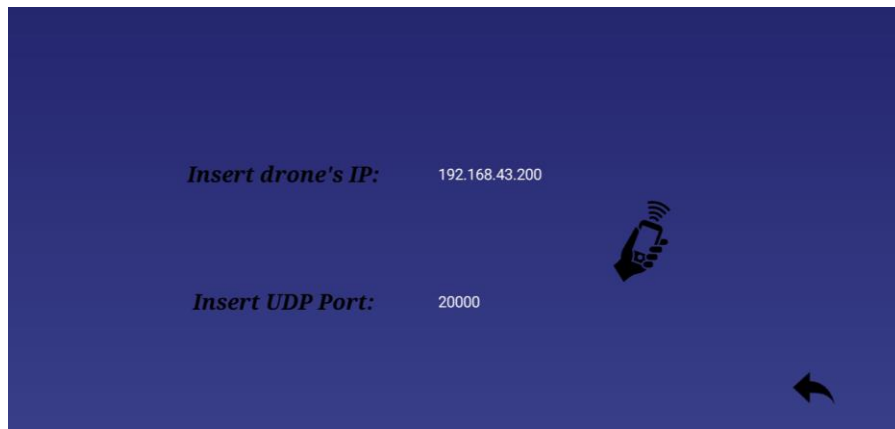 Insert drone's IP: 192.168.43.200
Insert UDP Port: 20000